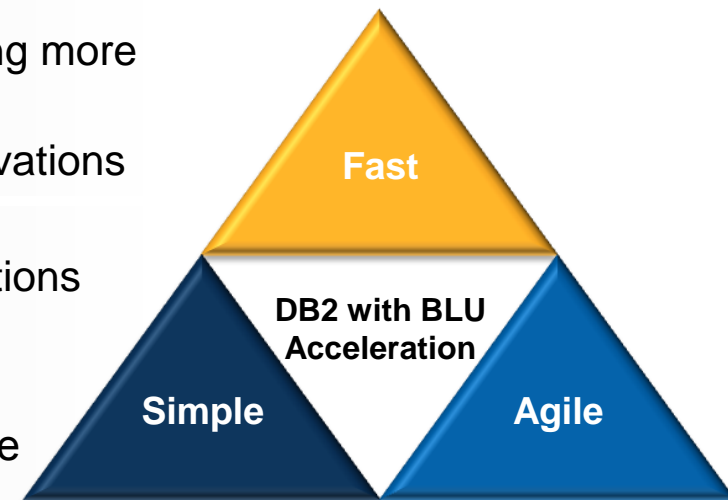 ng more
vations
tions
e
Fast
DB2 with BLU
Acceleration
Simple
Agile